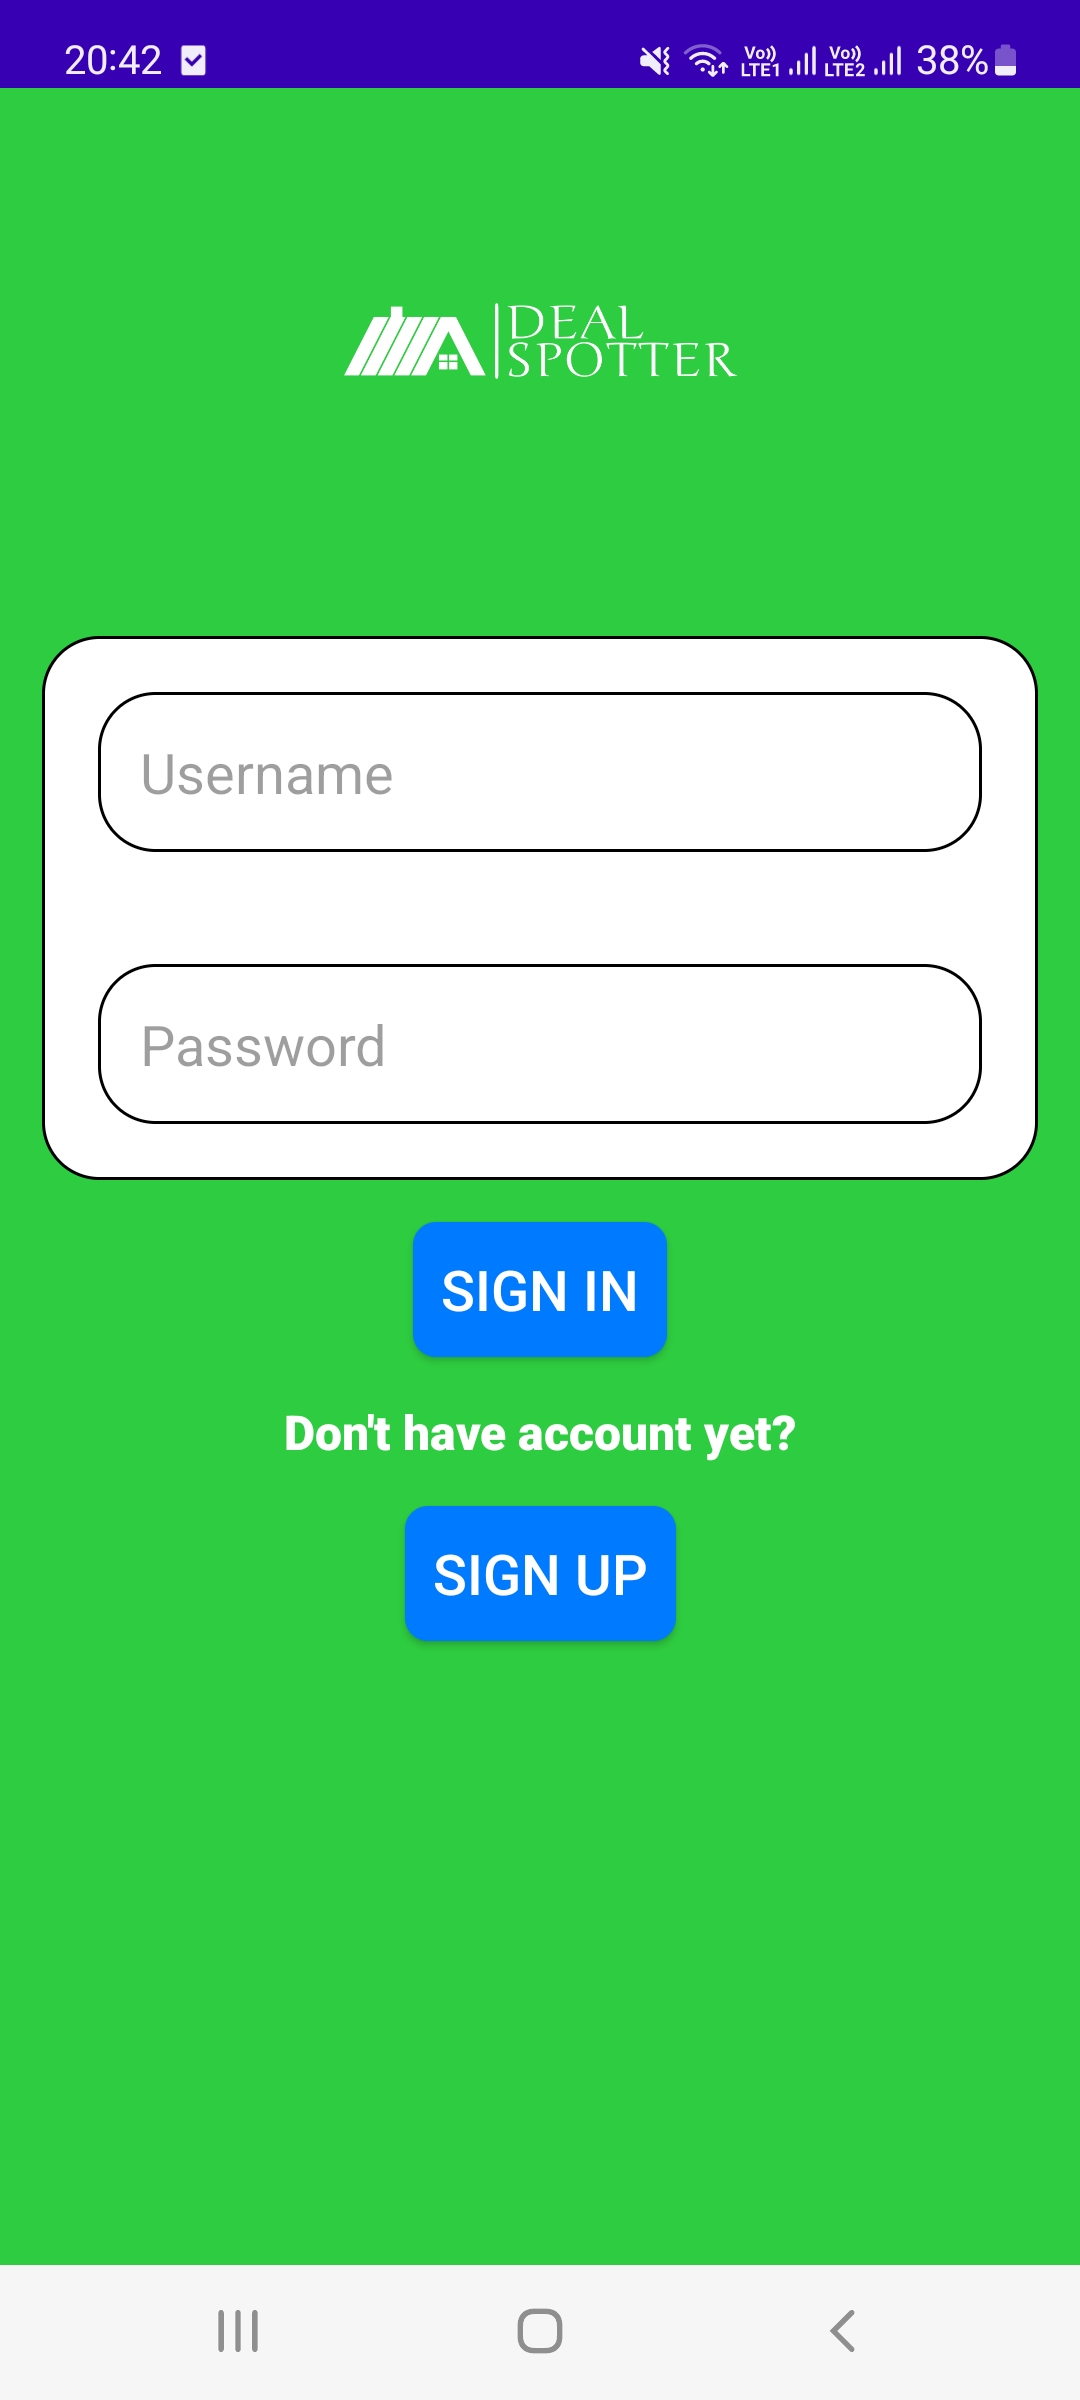 20:42
Vo)) LTE1 Vo)) LTE2 38%
DEAL
SPOTTER
Username
Password
SIGN IN
Don't have account yet?
SIGN UP